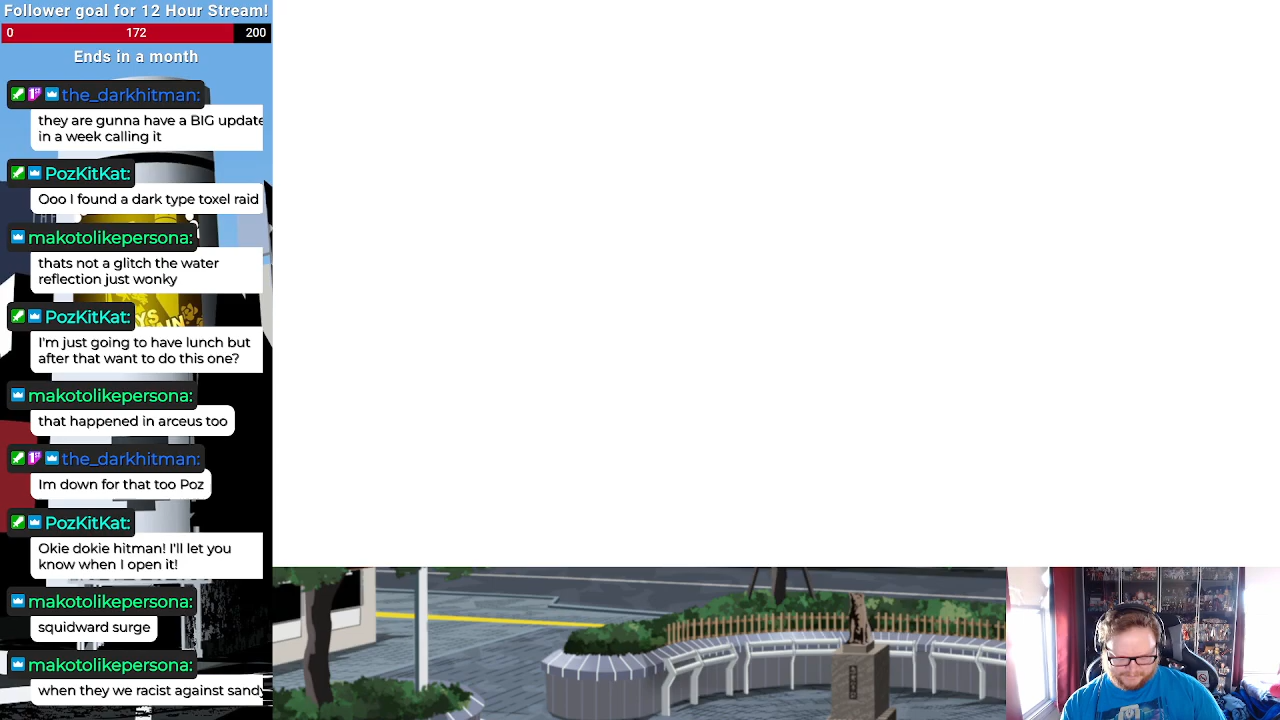 Follower goal for 12 Hour Stream!
0 172 200
Ends in a month
the_darkhitman:
they are gunna have a BIG update
in a week calling it
PozKitKat:
Ooo I found a dark type toxel raid
makotolikepersona:
thats not a glitch the water
reflection just wonky
PozKitKat:
I'm just going to have lunch but
after that want to do this one?
makotolikepersona:
that happened in arceus too
the_darkhitman:
Im down for that too Poz
PozKitKat:
Okie dokie hitman! I'll let you
know when I open it!
makotolikepersona:
squidward surge
makotolikepersona:
when they we racist against sandy